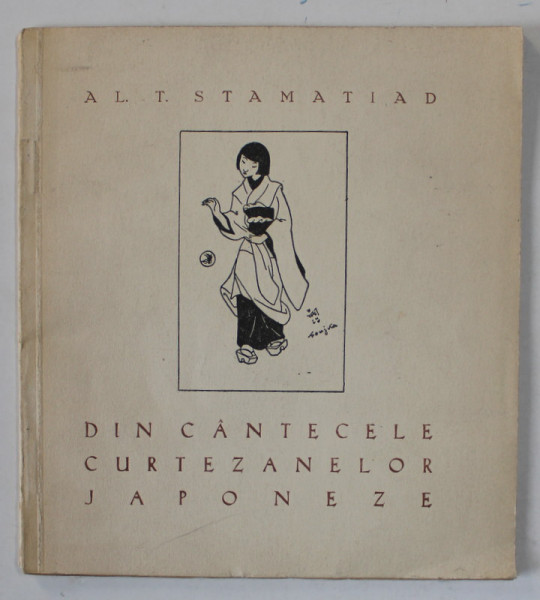 AL. T. STAMATIAD
DIN CÂNTECELE
CURTEZANELOR
JAPONEZE